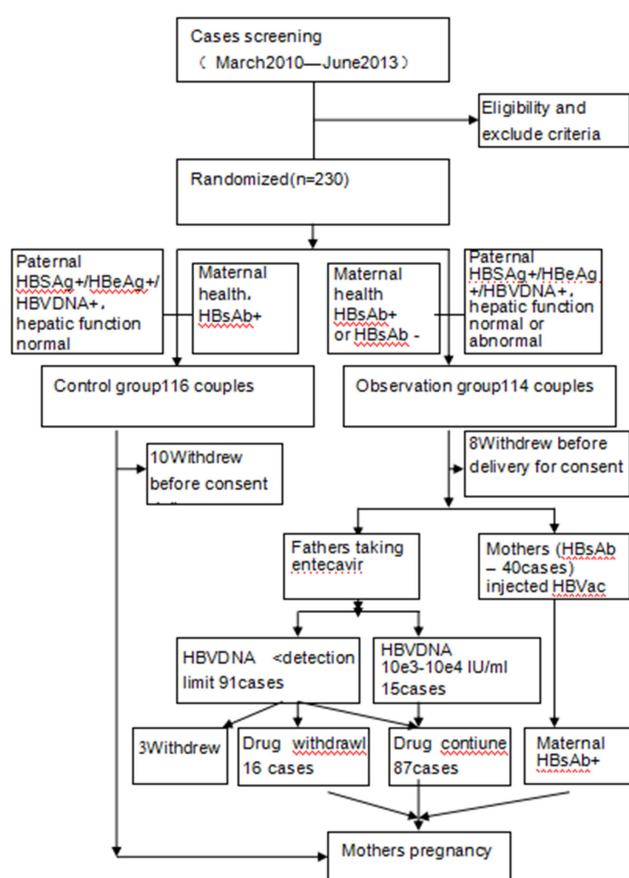 Cases screening
（ March2010—June2013）
Eligibility and
exclude criteria
Randomized(n=230)
Paternal
HBSAg+/HBeAg+/
HBVDNA+，
hepatic function
normal
Maternal
health，
HBsAb+
Maternal
health
HBsAb+
or HBsAb -
Paternal
HBSAg+/HBeAg
+/HBVDNA+，
hepatic function
normal or
abnormal
Control group116 couples
Observation group114 couples
10Withdrew
before consent
8Withdrew before
delivery for consent
Fathers taking
entecavir
Mothers (HBsAb
– 40cases)
injected HBVac
HBVDNA <detection
limit 91cases
HBVDNA
10e3-10e4 IU/ml
15cases
3Withdrew
Drug withdrawl
16 cases
Drug contiune
87cases
Maternal
HBsAb+
Mothers pregnancy